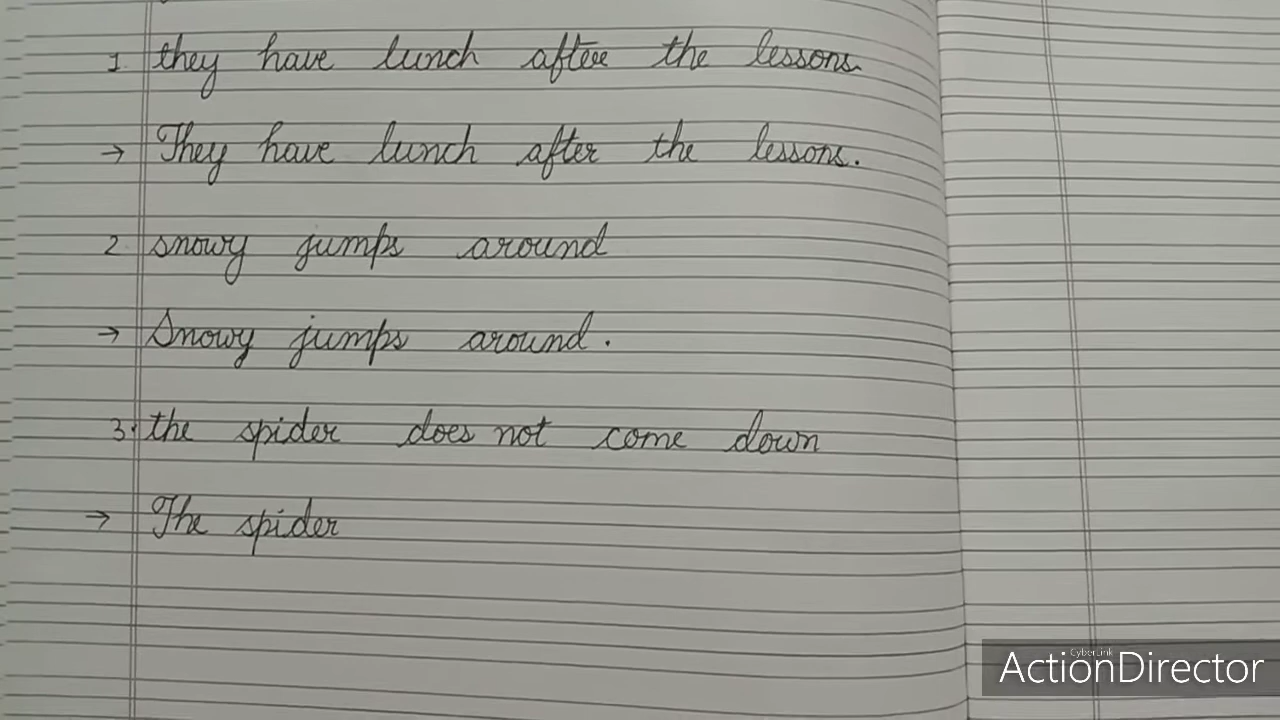 1 they have lunch after the lessons
→ They have lunch after the lessons.
2 snowy jumps around
→ Snowy jumps around.
3. the spider does not come down
→ The spider
CyberLink
ActionDirector